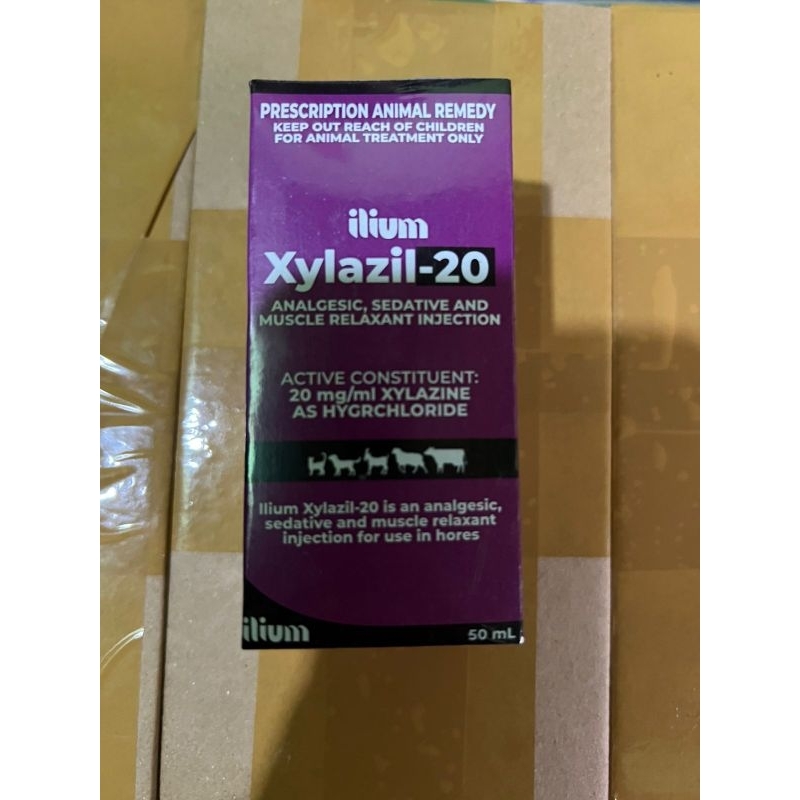 PRESCRIPTION ANIMAL REMEDY
KEEP OUT REACH OF CHILDREN
FOR ANIMAL TREATMENT ONLY
ilium
Xylazil-20
ANALGESIC, SEDATIVE AND
MUSCLE RELAXANT INJECTION
ACTIVE CONSTITUENT:
20 mg/ml XYLAZINE
AS HYGRCHLORIDE
Ilium Xylazil-20 is an analgesic,
sedative and muscle relaxant
injection for use in hores
ilium
50 mL